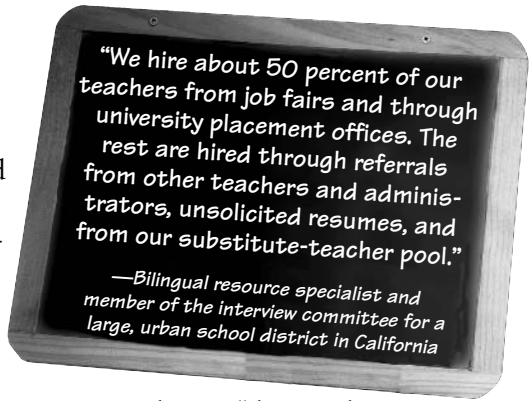 “We hire about 50 percent of our
teachers from job fairs and through
university placement offices. The
rest are hired through referrals
from other teachers and adminis-
trators, unsolicited resumes, and
from our substitute-teacher pool.”
—Bilingual resource specialist and
member of the interview committee for a
large, urban school district in California